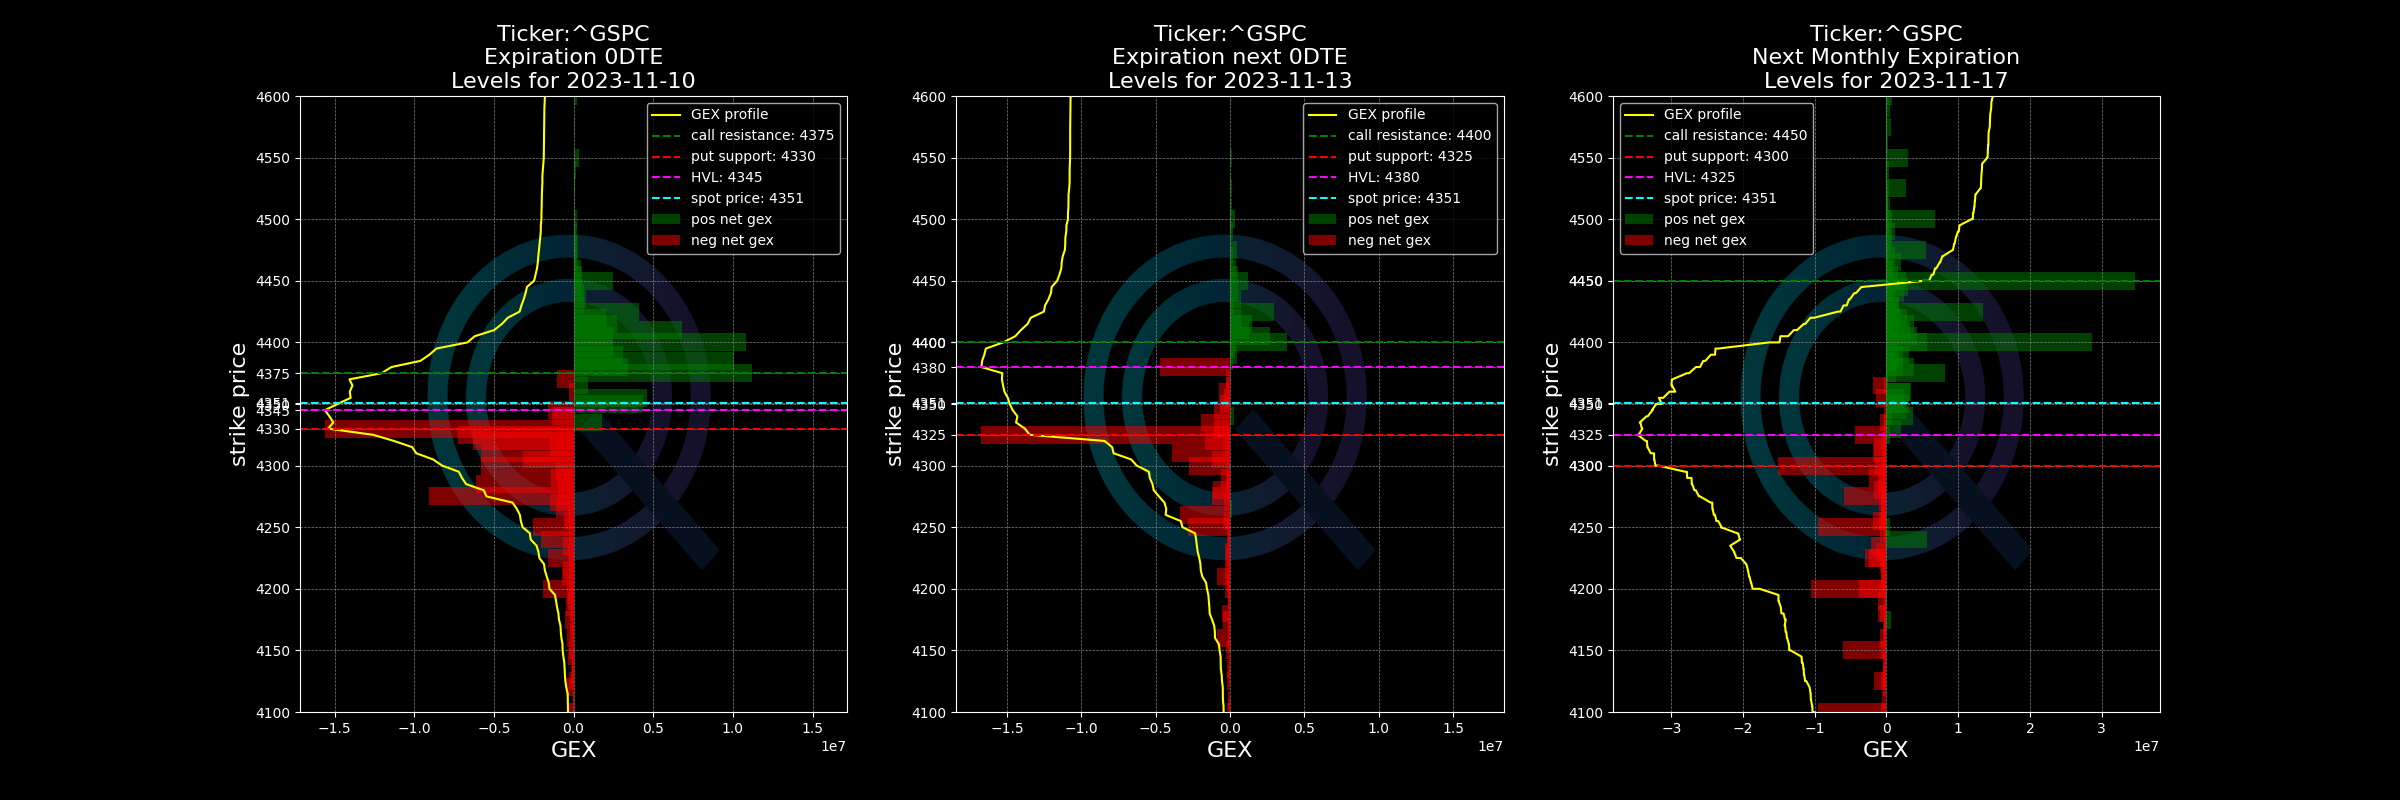 Ticker:^GSPC
Expiration 0DTE
Levels for 2023-11-10
GEX profile
call resistance: 4375
put support: 4330
HVL: 4345
spot price: 4351
pos net gex
neg net gex
4600
4550
4500
4450
4400
4375
4351
4345
4330
4300
4250
4200
4150
4100
strike price
−1.5
−1.0
−0.5
0.0
0.5
1.0
1.5
1e7
GEX
Ticker:^GSPC
Expiration next 0DTE
Levels for 2023-11-13
GEX profile
call resistance: 4400
put support: 4325
HVL: 4380
spot price: 4351
pos net gex
neg net gex
4600
4550
4500
4450
4400
4380
4351
4350
4325
4300
4250
4200
4150
4100
strike price
−1.5
−1.0
−0.5
0.0
0.5
1.0
1.5
1e7
GEX
Ticker:^GSPC
Next Monthly Expiration
Levels for 2023-11-17
GEX profile
call resistance: 4450
put support: 4300
HVL: 4325
spot price: 4351
pos net gex
neg net gex
4600
4550
4500
4450
4400
4351
4350
4325
4300
4250
4200
4150
4100
strike price
−3
−2
−1
0
1
2
3
1e7
GEX